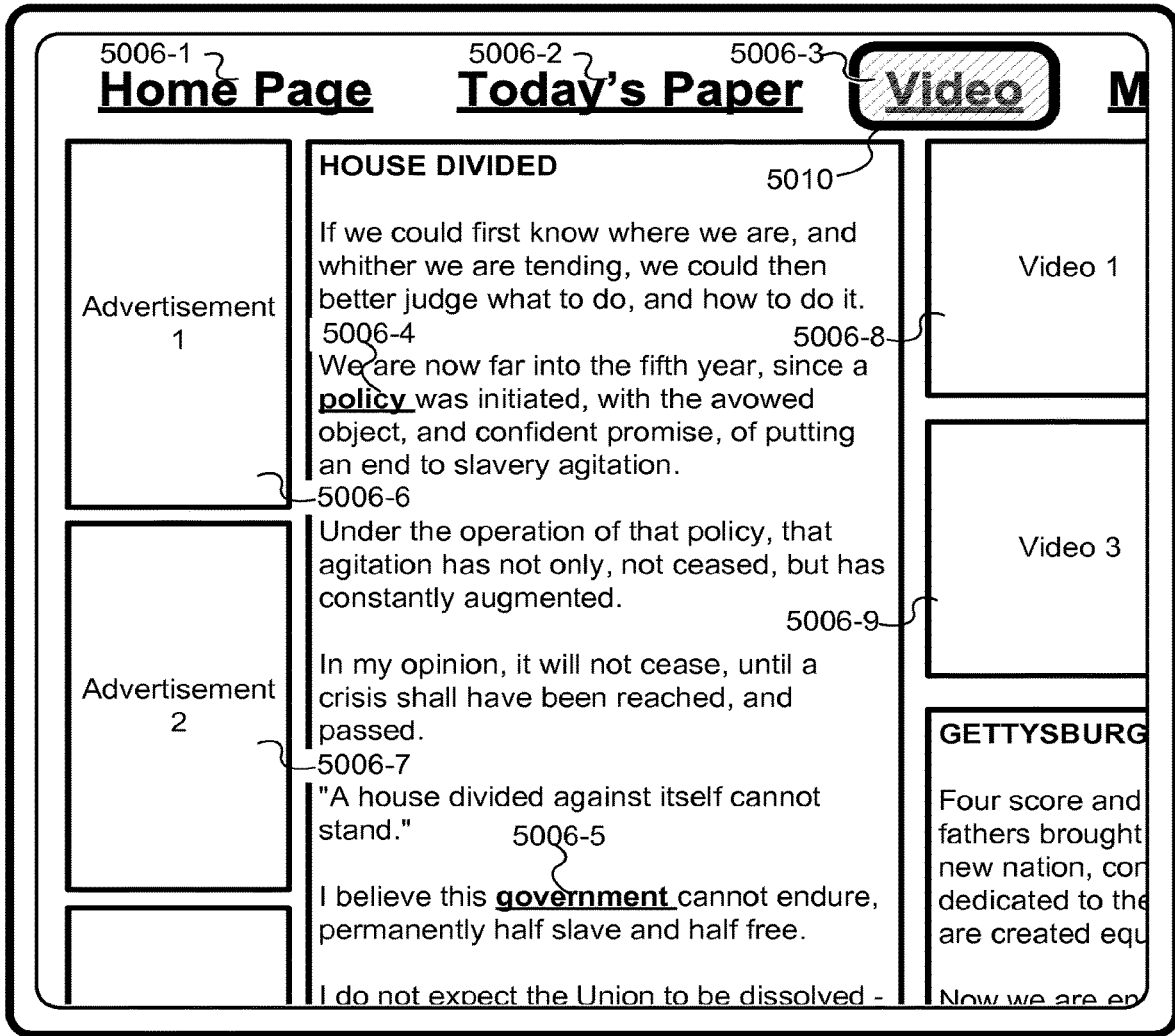 5006-1
5006-2
5006-3
Home Page
Today's Paper
Video
M
5010
Advertisement
1
5006-6
Advertisement
2
5006-7
HOUSE DIVIDED
If we could first know where we are, and
whither we are tending, we could then
better judge what to do, and how to do it.
5006-4
We are now far into the fifth year, since a
policy was initiated, with the avowed
object, and confident promise, of putting
an end to slavery agitation.
Under the operation of that policy, that
agitation has not only, not ceased, but has
constantly augmented.
In my opinion, it will not cease, until a
crisis shall have been reached, and
passed.
"A house divided against itself cannot
stand."
5006-5
I believe this government cannot endure,
permanently half slave and half free.
I do not expect the Union to be dissolved -
Video 1
5006-8
Video 3
5006-9
GETTYSBURG
Four score and
fathers brought
new nation, con
dedicated to the
are created equ
Now we are en